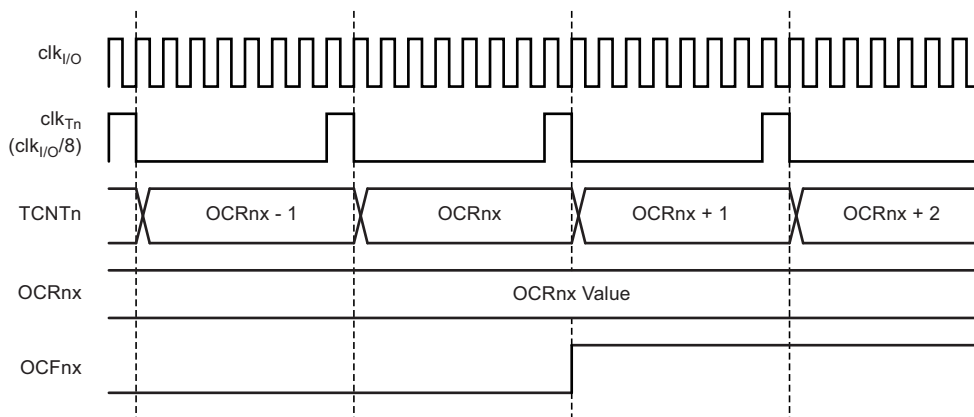 clkI/O
clkTn
(clkI/O/8)
TCNTn OCRnx - 1 OCRnx OCRnx + 1 OCRnx + 2
OCRnx OCRnx Value
OCFnx